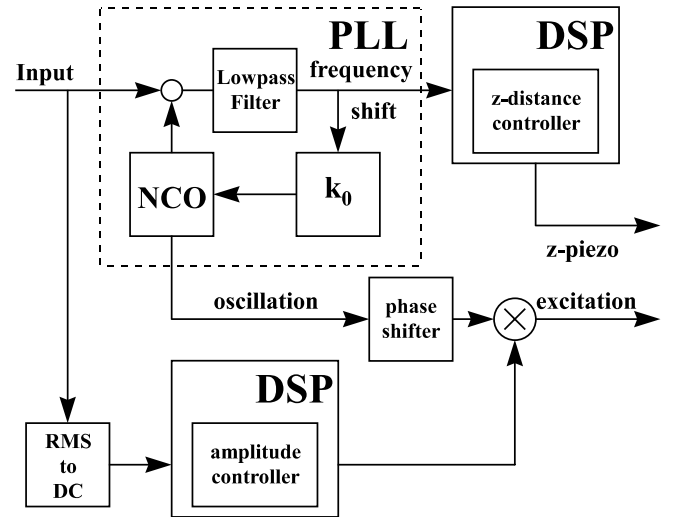 PLL
DSP
Input
Lowpass
Filter
frequency
shift
z-distance
controller
NCO
k0
z-piezo
oscillation
phase
shifter
excitation
DSP
RMS
to
DC
amplitude
controller